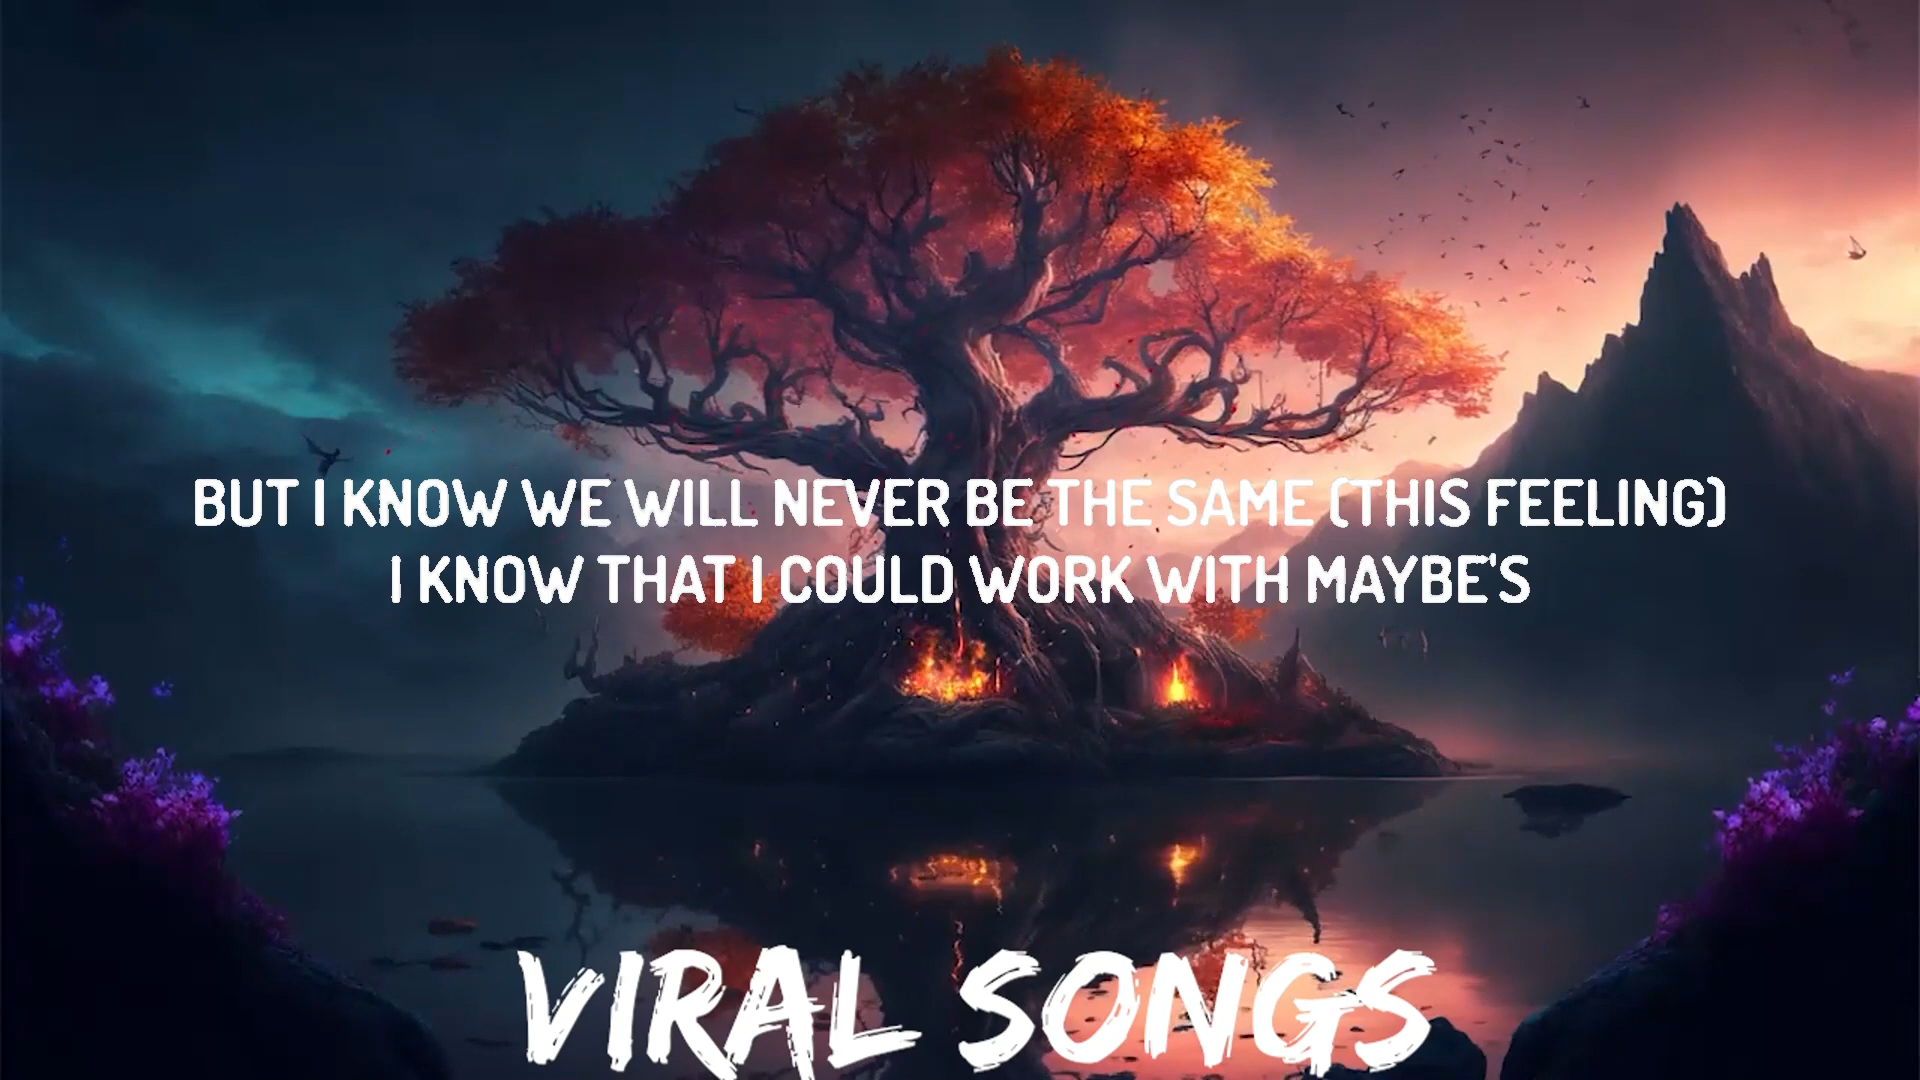 BUT I KNOW WE WILL NEVER BE THE SAME (THIS FEELING)
I KNOW THAT I COULD WORK WITH MAYBE'S
VIRAL SONGS